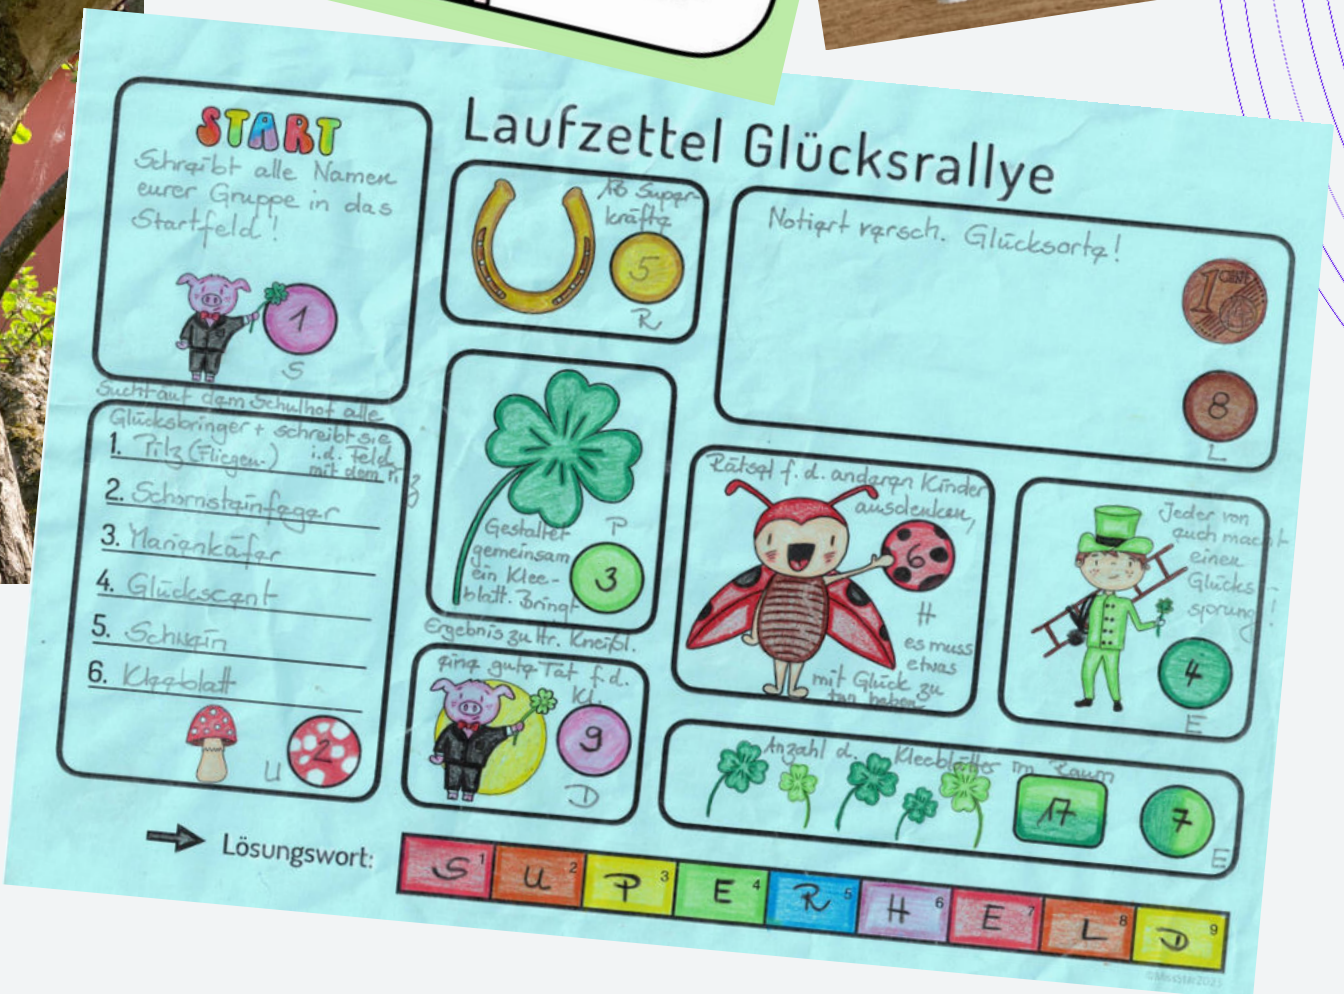 START
Schreibt alle Namen
eurer Gruppe in das
Startfeld!
1
S
Laufzettel Glücksrallye
Superkräfte
5
R
Notiert versch. Glücksorte!
1 CENT
8
L
Sucht auf dem Schulhof alle
Glücksbringer + schreibt sie
i.d. Feld
mit dem
1. Pilz (Fliegen-)
2. Schornsteinfeger
3. Marienkäfer
4. Glückscent
5. Schwein
6. Kleeblatt
U
2
Gestaltet
gemeinsam
ein Klee-
blatt. Bringt
Ergebnis zu Hr. Kneißl.
P
3
Rätsel f. d. anderen Kinder
ausdenken,
6
H
es muss
etwas
mit Glück zu
tun haben
Jeder von
euch macht
einen
Glücks-
sprung!
4
E
eine gute Tat f. d.
Kl.
9
D
Anzahl d. Kleeblätter im Raum
17
7
E
Lösungswort:
S 1 U 2 P 3 E 4 R 5 H 6 E 7 L 8 D 9